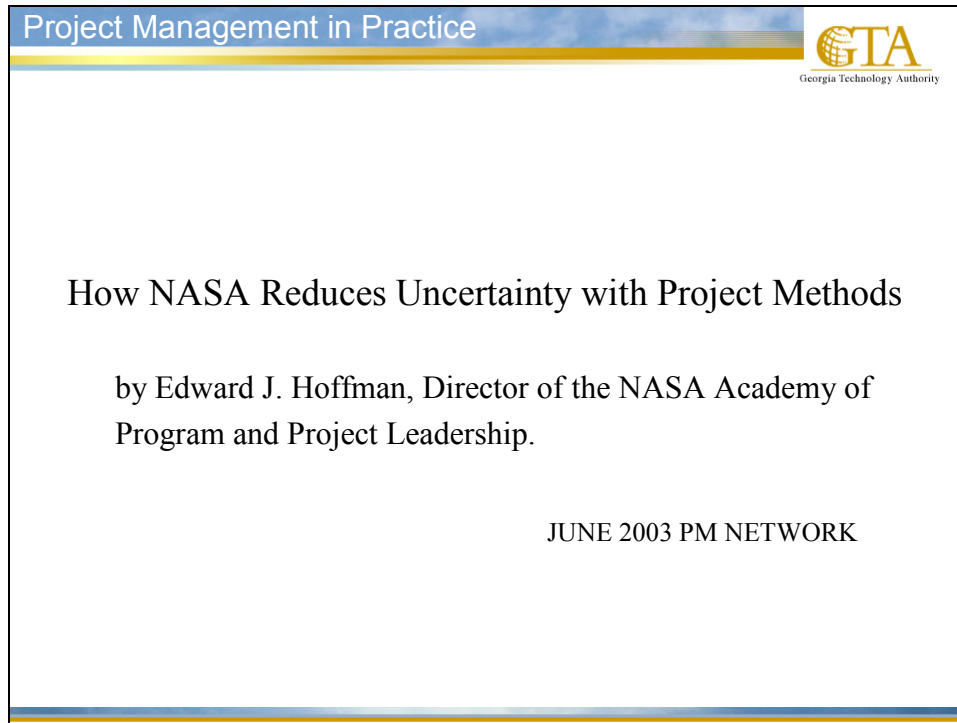 Project Management in Practice
GTA
Georgia Technology Authority
How NASA Reduces Uncertainty with Project Methods
by Edward J. Hoffman, Director of the NASA Academy of
Program and Project Leadership.
JUNE 2003 PM NETWORK